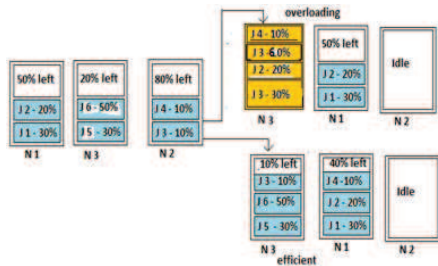 overloading
J 4 - 10%
J 3 - 60%
J 2 - 20%
J 3 - 30%
N 3
50% left
J 2 - 20%
J 1 - 30%
N 1
Idle
N 2
50% left
J 2 - 20%
J 1 - 30%
N 1
20% left
J 6 - 50%
J 5 - 30%
N 3
80% left
J 4 - 10%
J 3 - 10%
N 2
10% left
J 3 - 10%
J 6 - 50%
J 5 - 30%
N 3
40% left
J 4 - 10%
J 2 - 20%
J 1 - 30%
N 1
Idle
N 2
efficient